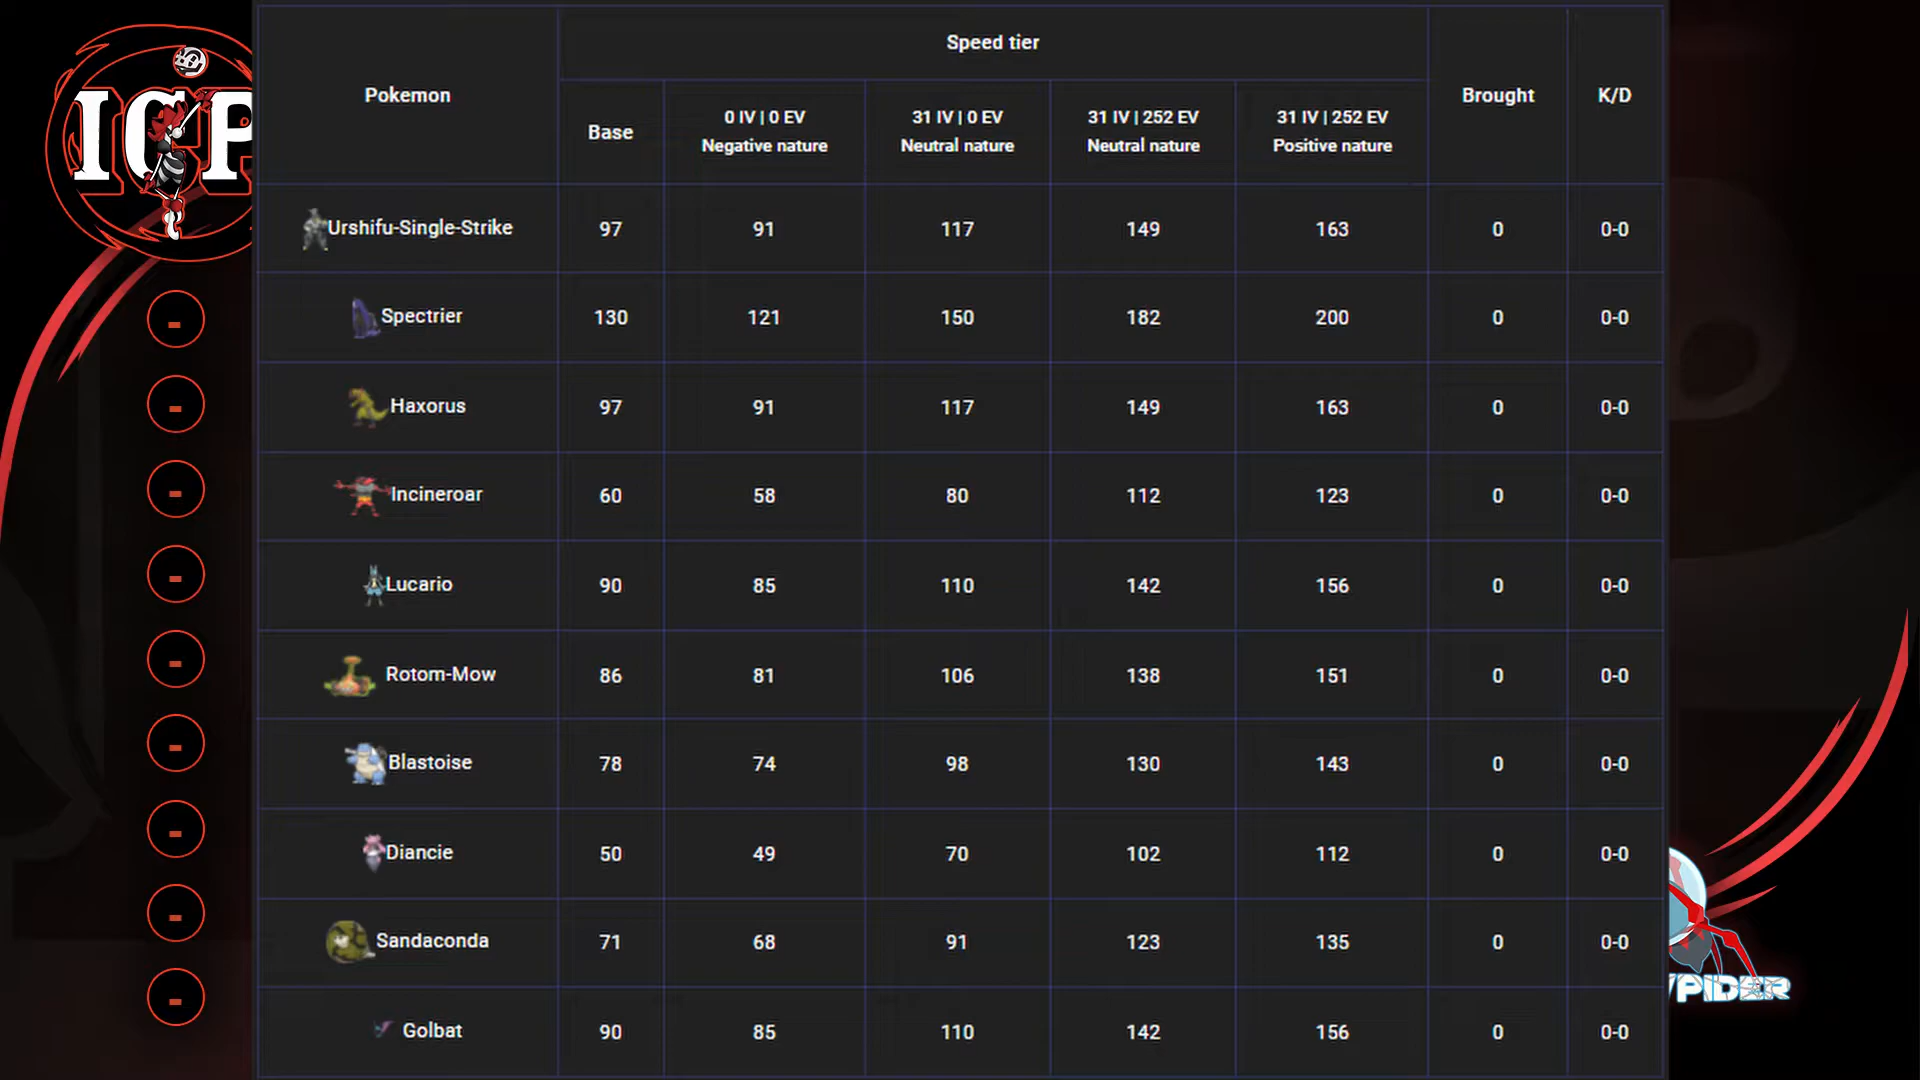 ICP
Speed tier
Pokemon
Brought
K/D
Base
0 IV | 0 EV
Negative nature
31 IV | 0 EV
Neutral nature
31 IV | 252 EV
Neutral nature
31 IV | 252 EV
Positive nature
Urshifu-Single-Strike 97 91 117 149 163 0 0-0
Spectrier 130 121 150 182 200 0 0-0
Haxorus 97 91 117 149 163 0 0-0
Incineroar 60 58 80 112 123 0 0-0
Lucario 90 85 110 142 156 0 0-0
Rotom-Mow 86 81 106 138 151 0 0-0
Blastoise 78 74 98 130 143 0 0-0
Diancie 50 49 70 102 112 0 0-0
Sandaconda 71 68 91 123 135 0 0-0
PIDER
Golbat 90 85 110 142 156 0 0-0